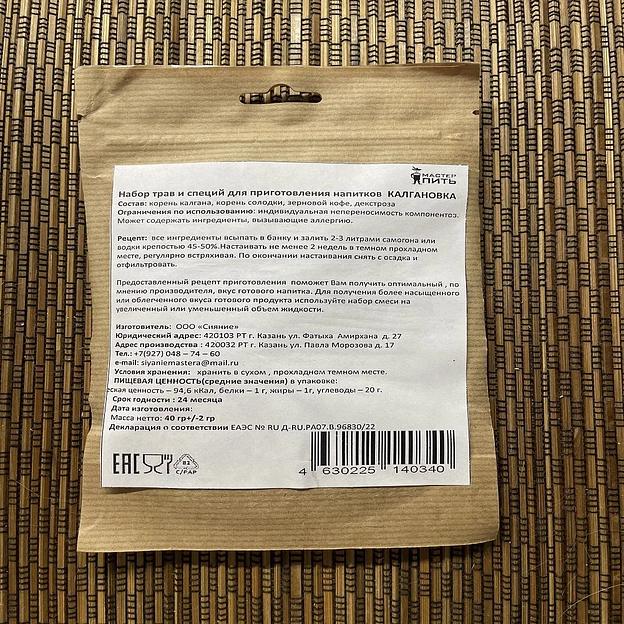 МАСТЕР
ПИТЬ
Набор трав и специй для приготовления напитков КАЛГАНОВКА
Состав: корень калгана, корень солодки, зерновой кофе, декстроза
Ограничения по использованию: индивидуальная непереносимость компонентоз.
Может содержать ингредиенты, вызывающие аллергию.
Рецепт: все ингредиенты всыпать в банку и залить 2-3 литрами самогона или
водки крепостью 45-50%.Настаивать не менее 2 недель в темном прохладном
месте, регулярно встряхивая. По окончании настаивания снять с осадка и
отфильтровать.
Предоставленный рецепт приготовления поможет Вам получить оптимальный , по
мнению производителя, вкус готового напитка. Для получения более насыщенного
или облегченного вкуса готового продукта используйте набор смеси на
увеличенный или уменьшенный объем жидкости.
Изготовитель: ООО «Сияние»
Юридический адрес: 420103 РТ г. Казань ул. Фатыха Амирхана д. 27
Адрес производства : 420032 РТ г. Казань ул. Павла Морозова д. 17
Тел.: +7(927) 048 – 74 – 60
e-mail: siyaniemastera@mail.ru
Условия хранения: хранить в сухом , прохладном темном месте.
ПИЩЕВАЯ ЦЕННОСТЬ(средние значения) в упаковке:
еская ценность – 94,6 кКал, белки – 1 г, жиры – 1г, углеводы – 20 г.
Срок годности : 24 месяца
Дата изготовления:
Масса нетто: 40 гр+/-2 гр
Декларация о соответствии ЕАЭС № RU Д-RU.РА07.В.96830/22
EAC
81
C/PAP
4 630225 140340